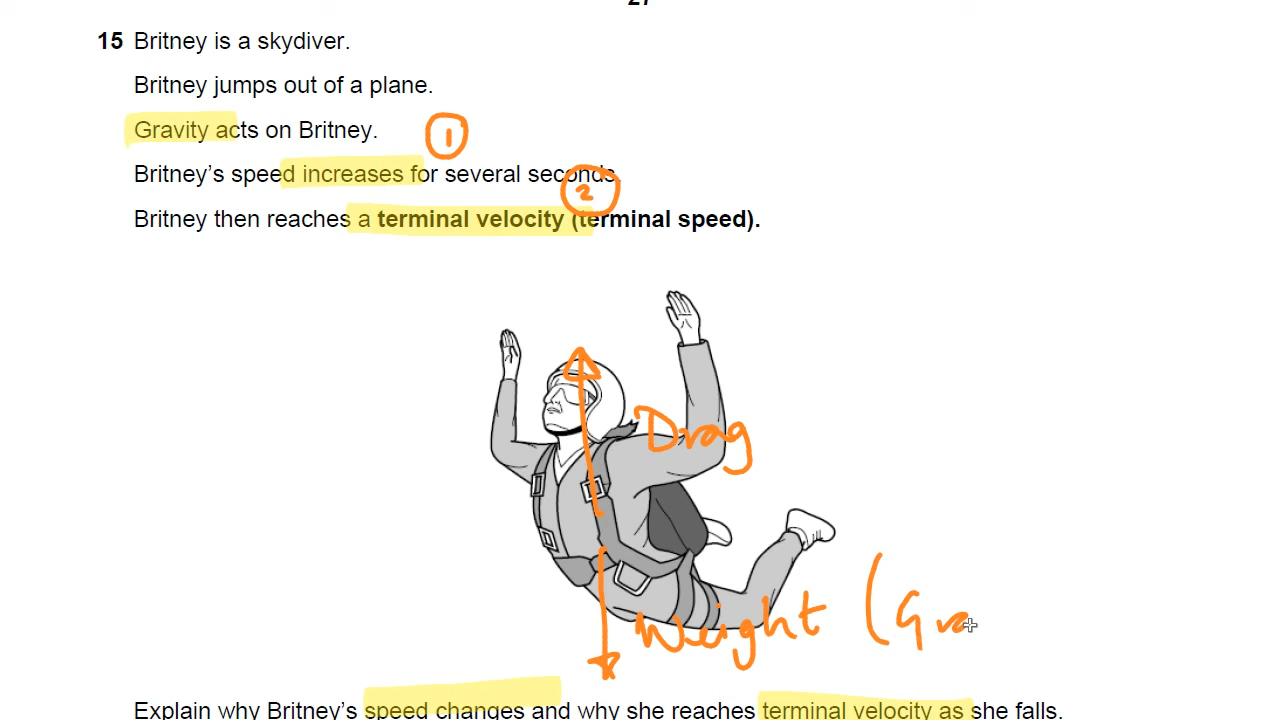 27
15 Britney is a skydiver.
Britney jumps out of a plane.
Gravity acts on Britney.
1
Britney’s speed increases for several seconds.
2
Britney then reaches a terminal velocity (terminal speed).
Drag
Weight (Gra
Explain why Britney’s speed changes and why she reaches terminal velocity as she falls.